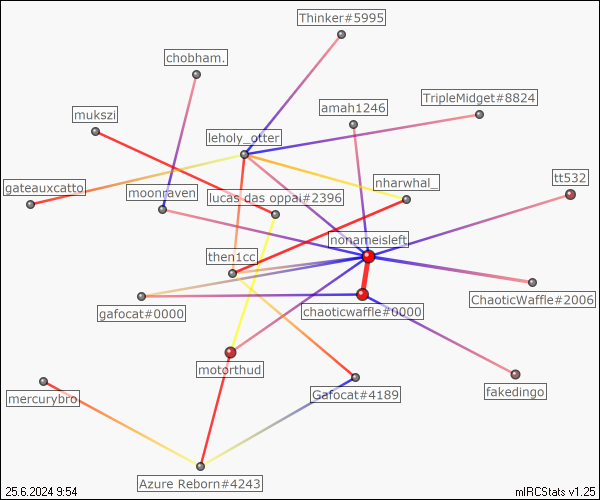 Thinker#5995
chobham.
TripleMidget#8824
amah1246
mukszi
leholy_otter
tt532
nharwhal_
gateauxcatto
moonraven
lucas das oppai#2396
nonameisleft
then1cc
ChaoticWaffle#2006
gafocat#0000
chaoticwaffle#0000
motorthud
fakedingo
Gafocat#4189
mercurybro
Azure Reborn#4243
25.6.2024 9:54
mIRCStats v1.25